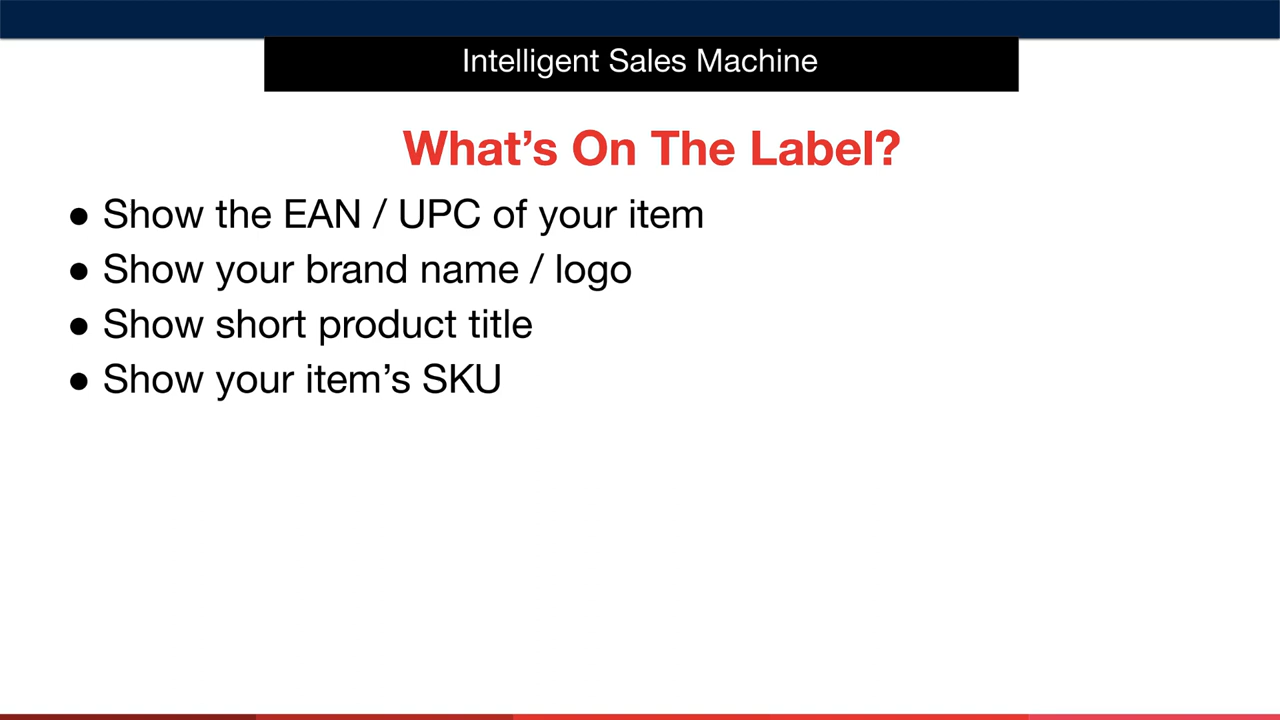 Intelligent Sales Machine
What’s On The Label?
● Show the EAN / UPC of your item
● Show your brand name / logo
● Show short product title
● Show your item’s SKU